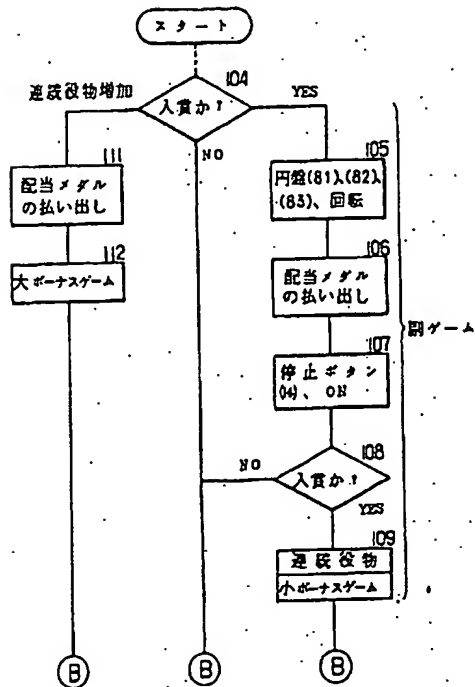 スタート
104
入賞か?
連続役物増加
YES
NO
111
配当メダル
の払い出し
112
大ボーナスゲーム
105
円盤(81)、(82)、
(83)、回転
106
配当メダル
の払い出し
107
停止ボタン
(14)、ON
108
入賞か?
NO
YES
109
連続役物
小ボーナスゲーム
罰ゲーム
B
B
B